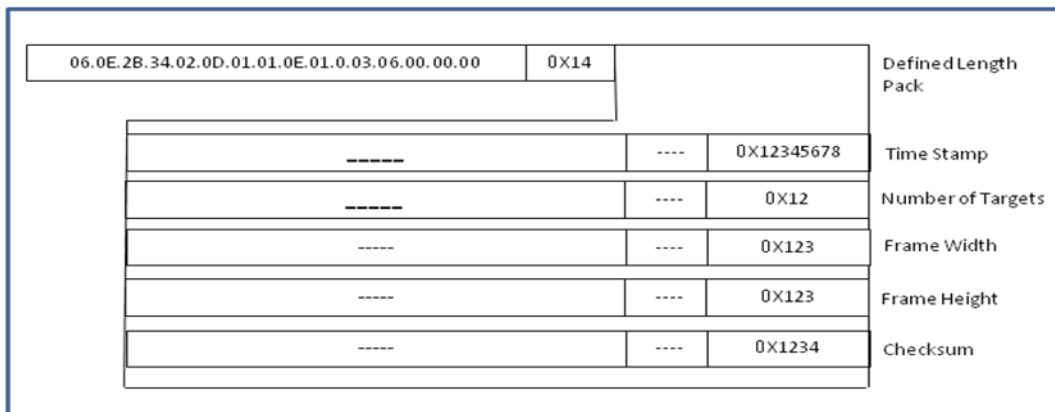 06.0E.2B.34.02.0D.01.01.0E.01.0.03.06.00.00.00 0X14 Defined Length
Pack
----- ---- 0X12345678 Time Stamp
----- ---- 0X12 Number of Targets
----- ---- 0X123 Frame Width
----- ---- 0X123 Frame Height
----- ---- 0X1234 Checksum